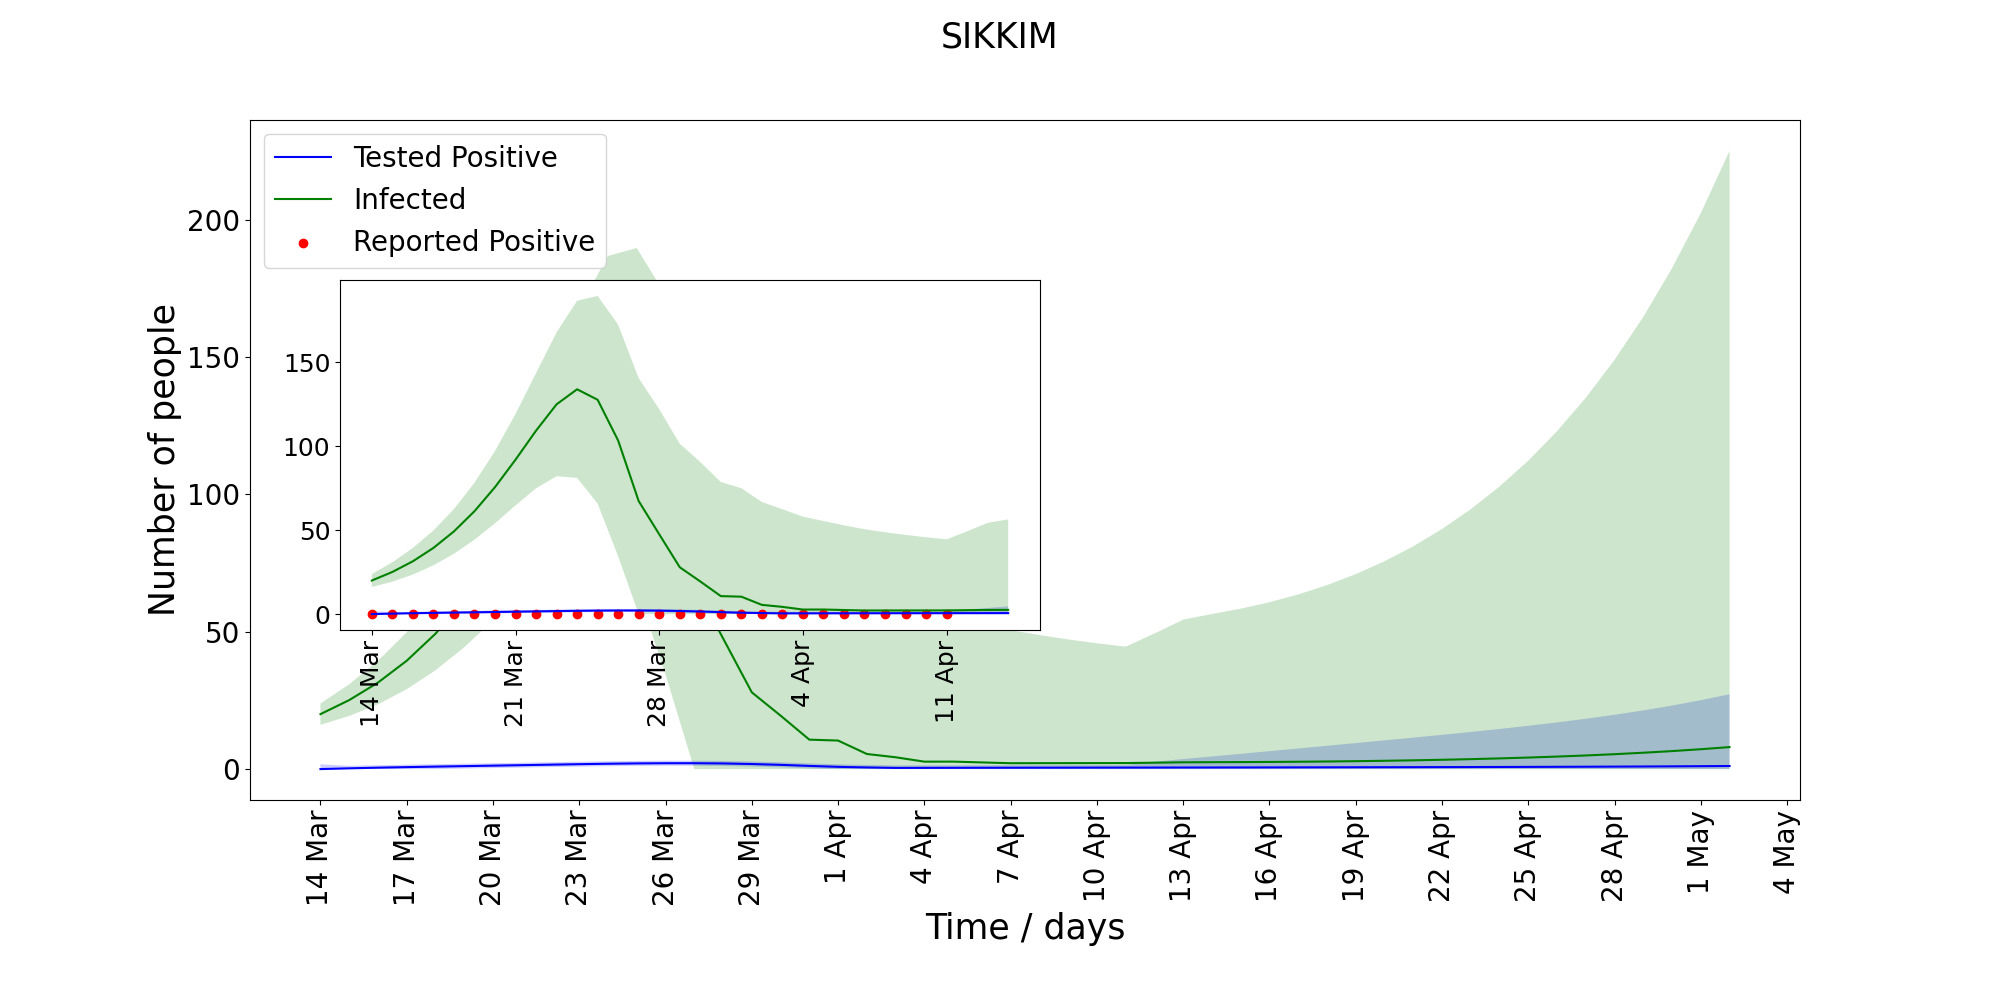 SIKKIM
Tested Positive
Infected
Reported Positive
Number of people
200
150
100
50
0
150
100
50
0
14 Mar
21 Mar
28 Mar
4 Apr
11 Apr
14 Mar
17 Mar
20 Mar
23 Mar
26 Mar
29 Mar
1 Apr
4 Apr
7 Apr
10 Apr
13 Apr
16 Apr
19 Apr
22 Apr
25 Apr
28 Apr
1 May
4 May
Time / days